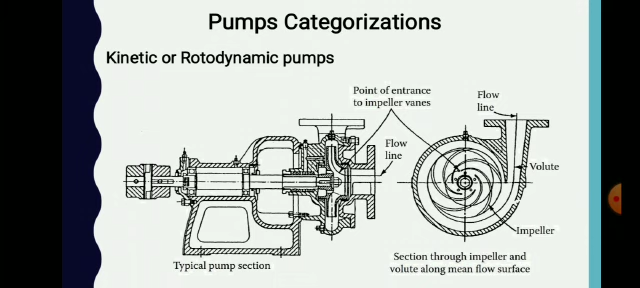 Pumps Categorizations
Kinetic or Rotodynamic pumps
Point of entrance
to impeller vanes
Flow
line
Flow
line
Volute
Impeller
Typical pump section
Section through impeller and
volute along mean flow surface